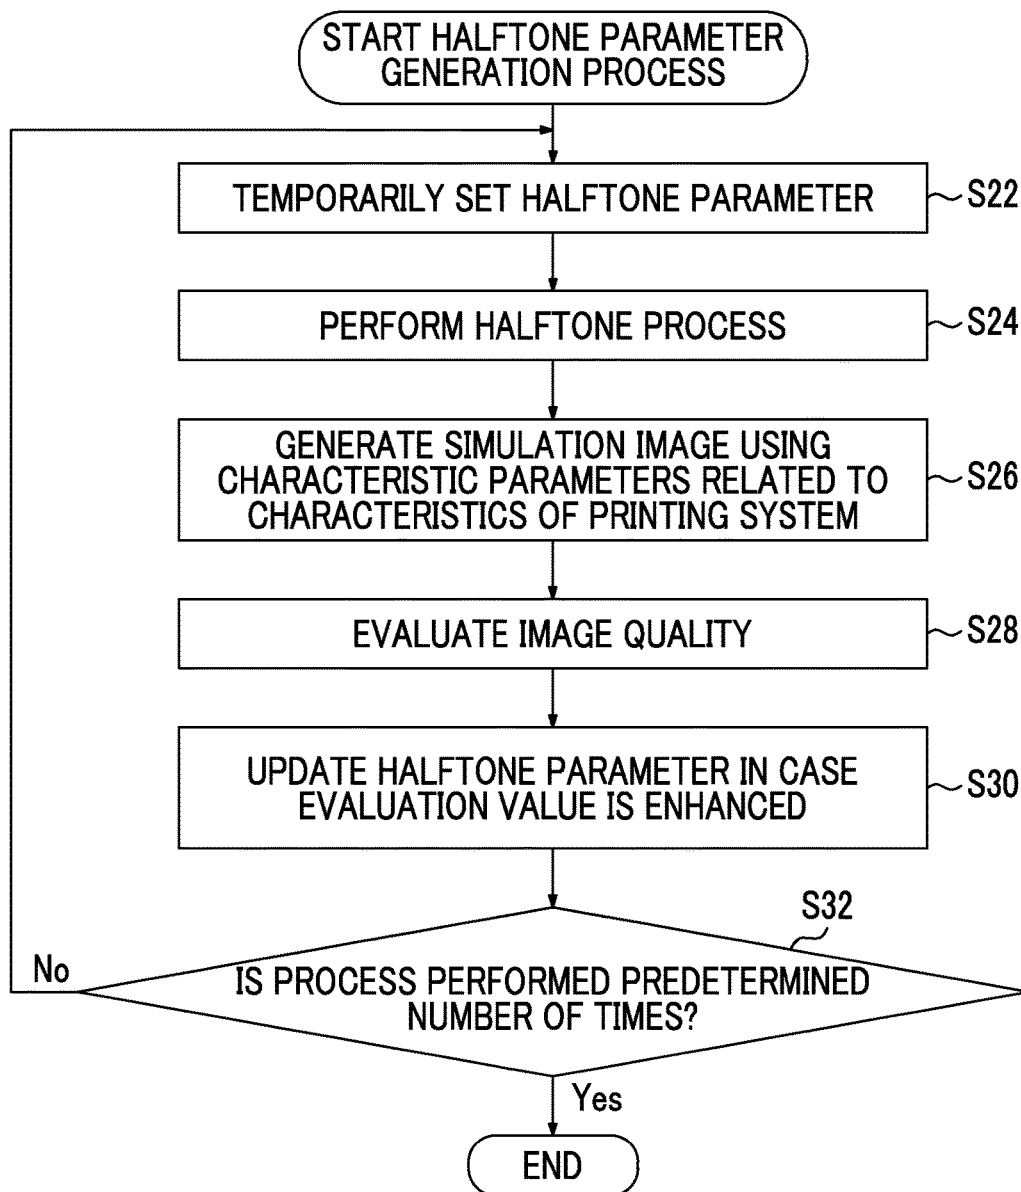 START HALFTONE PARAMETER
GENERATION PROCESS
TEMPORARILY SET HALFTONE PARAMETER
S22
PERFORM HALFTONE PROCESS
S24
GENERATE SIMULATION IMAGE USING
CHARACTERISTIC PARAMETERS RELATED TO
CHARACTERISTICS OF PRINTING SYSTEM
S26
EVALUATE IMAGE QUALITY
S28
UPDATE HALFTONE PARAMETER IN CASE
EVALUATION VALUE IS ENHANCED
S30
S32
No
IS PROCESS PERFORMED PREDETERMINED
NUMBER OF TIMES?
Yes
END